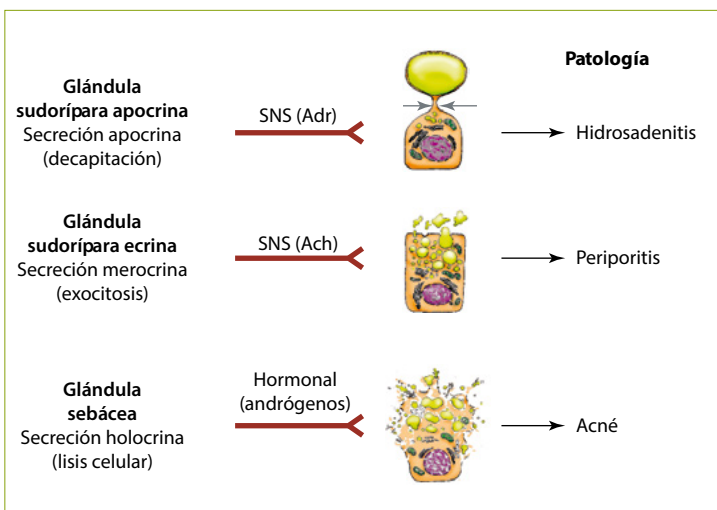 Patología
Glándula
sudorípara apocrina
Secreción apocrina
(decapitación)
SNS (Adr)
Hidrosadenitis
Glándula
sudorípara ecrina
Secreción merocrina
(exocitosis)
SNS (Ach)
Periporitis
Glándula
sebácea
Secreción holocrina
(lisis celular)
Hormonal
(andrógenos)
Acné